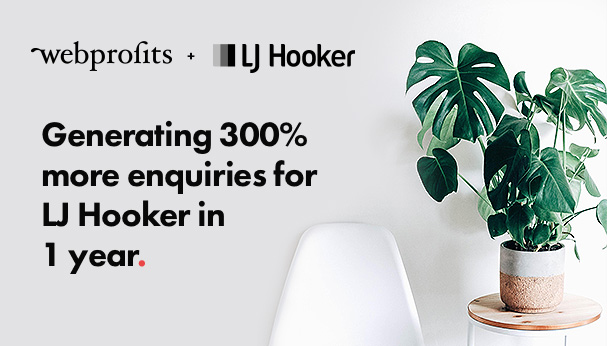 webprofits + LJ Hooker
Generating 300%
more enquiries for
LJ Hooker in
1 year.